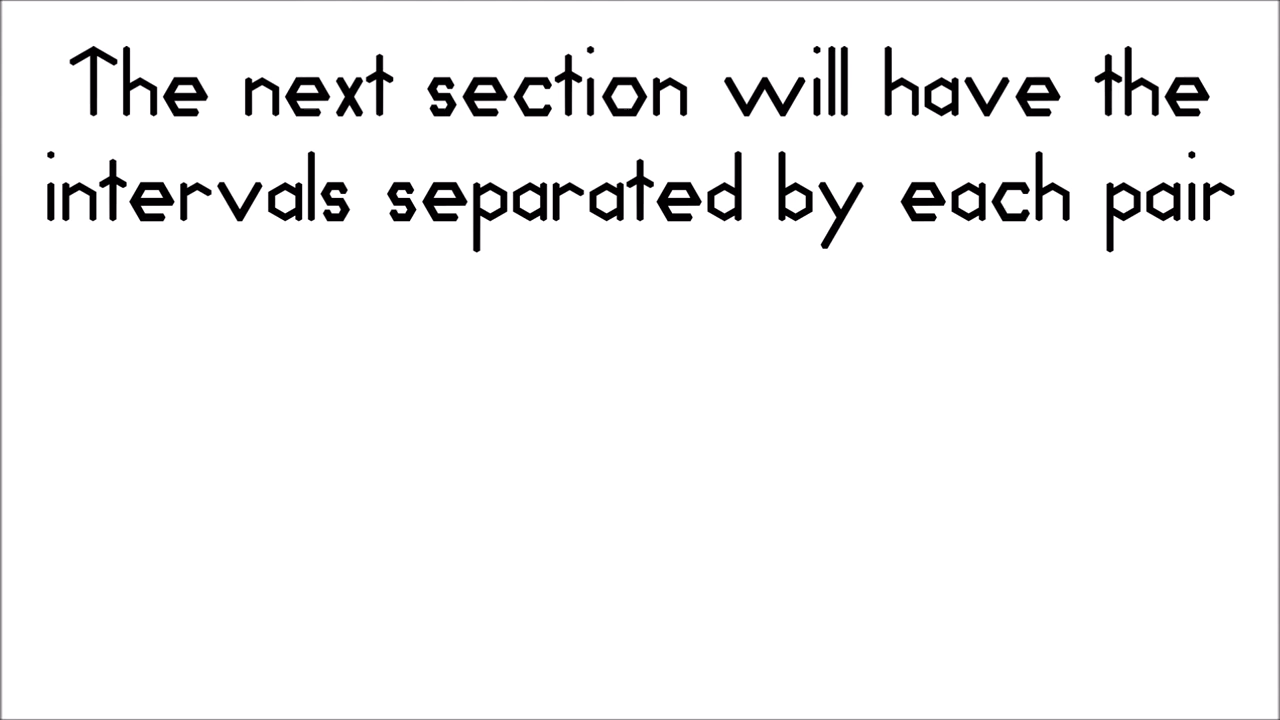 The next section will have the
intervals separated by each pair